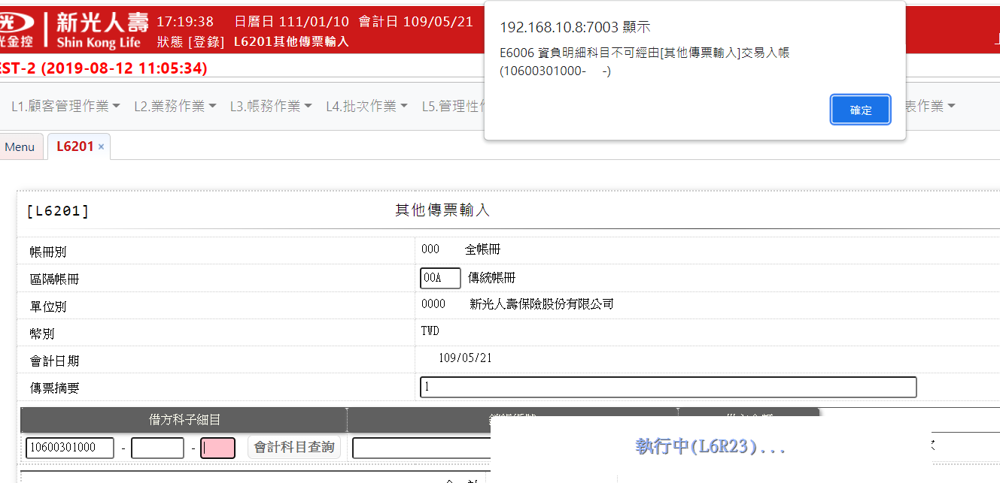 新光人壽 17:19:38 日曆日 111/01/10 會計日 109/05/21
光金控 Shin Kong Life 狀態 [登錄] L6201其他傳票輸入
192.168.10.8:7003 顯示
E6006 資負明細科目不可經由[其他傳票輸入]交易入帳
(10600301000- -)
確定
EST-2 (2019-08-12 11:05:34)
L1.顧客管理作業 L2.業務作業 L3.帳務作業 L4.批次作業 L5.管理性 表作業
Menu L6201 ×
[L6201] 其他傳票輸入
帳冊別 000 全帳冊
區隔帳冊 00A 傳統帳冊
單位別 0000 新光人壽保險股份有限公司
幣別 TWD
會計日期 109/05/21
傳票摘要 1
借方科子細目
10600301000 - - 會計科目查詢
執行中(L6R23)...